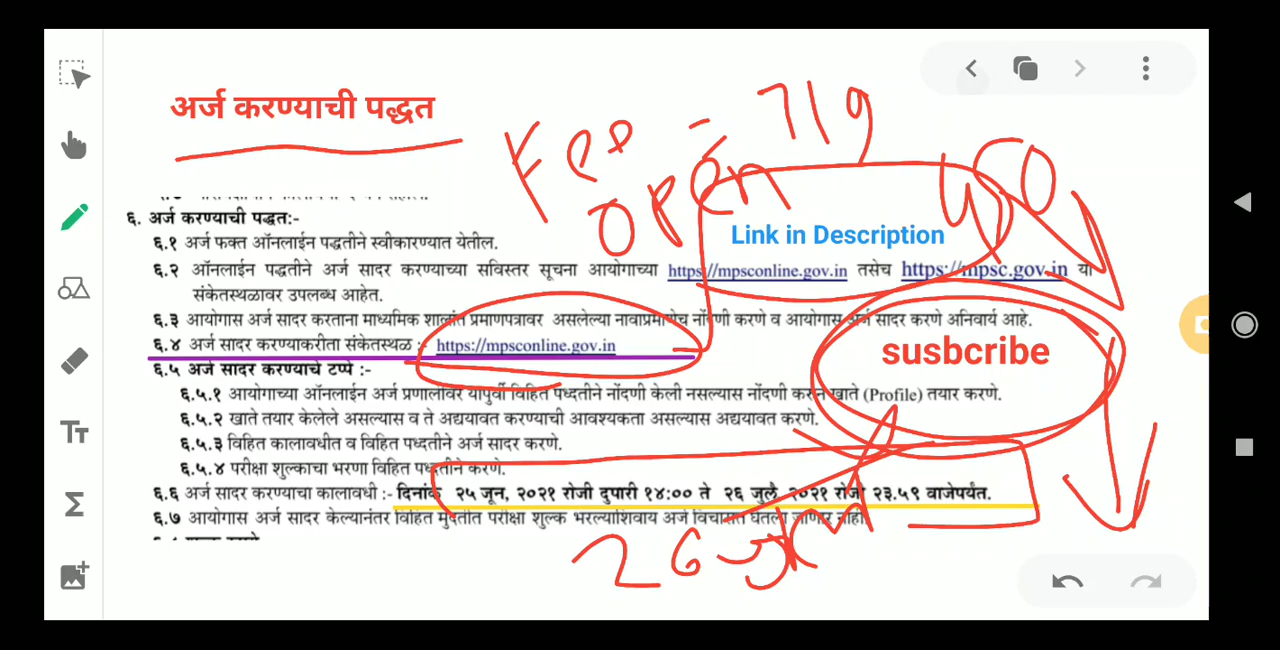 अर्ज करण्याची पद्धत
Fee = 719
open 450
Link in Description
६. अर्ज करण्याची पद्धत:-
६.१ अर्ज फक्त ऑनलाईन पद्धतीने स्वीकारण्यात येतील.
६.२ ऑनलाईन पद्धतीने अर्ज सादर करण्याच्या सविस्तर सूचना आयोगाच्या https://mpsconline.gov.in तसेच https://mpsc.gov.in या
संकेतस्थळावर उपलब्ध आहेत.
६.३ आयोगास अर्ज सादर करताना माध्यमिक शालांत प्रमाणपत्रावर असलेल्या नावाप्रमाणेच नोंदणी करणे व आयोगास अर्ज सादर करणे अनिवार्य आहे.
६.४ अर्ज सादर करण्याकरीता संकेतस्थळ :- https://mpsconline.gov.in
susbcribe
६.५ अर्ज सादर करण्याचे टप्पे :-
६.५.१ आयोगाच्या ऑनलाईन अर्ज प्रणालीवर यापुर्वी विहित पध्दतीने नोंदणी केली नसल्यास नोंदणी करुन खाते (Profile) तयार करणे.
६.५.२ खाते तयार केलेले असल्यास व ते अद्ययावत करण्याची आवश्यकता असल्यास अद्ययावत करणे.
६.५.३ विहित कालावधीत व विहित पध्दतीने अर्ज सादर करणे.
६.५.४ परीक्षा शुल्काचा भरणा विहित पध्दतीने करणे.
६.६ अर्ज सादर करण्याचा कालावधी :- दिनांक २५ जून, २०२१ रोजी दुपारी १४:०० ते २६ जुलै, २०२१ रोजी २३.५९ वाजेपर्यंत.
६.७ आयोगास अर्ज सादर केल्यानंतर विहित मुदतीत परीक्षा शुल्क भरल्याशिवाय अर्ज विचारात घेतला जाणार नाही
26